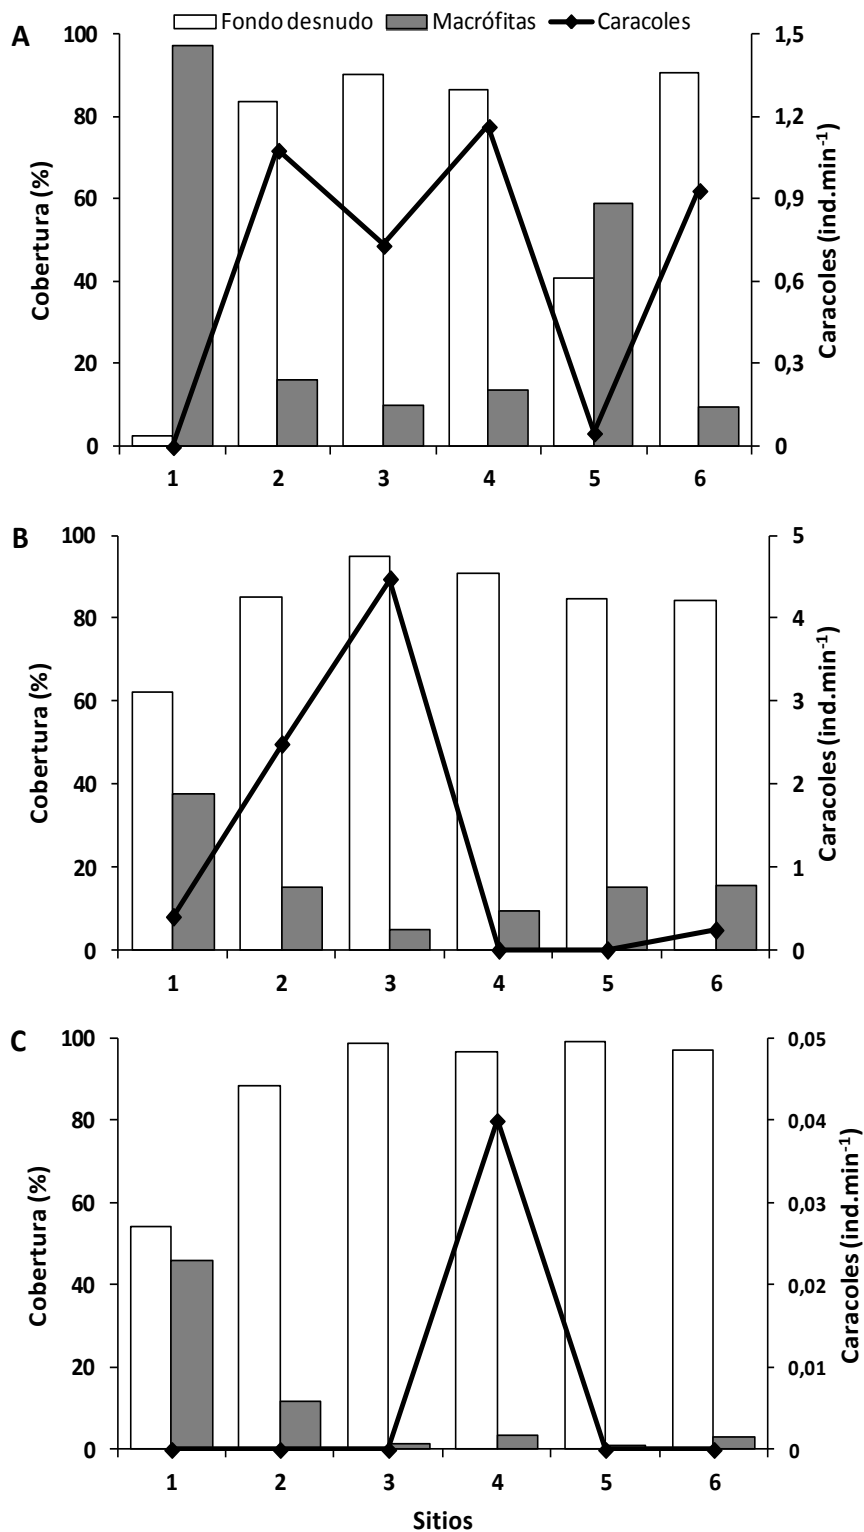 A
Fondo desnudo Macrófitas Caracoles
Cobertura (%)
100
80
60
40
20
0
1,5
1,2
0,9
0,6
0,3
0
Caracoles (ind.min-1)
1 2 3 4 5 6
B
Cobertura (%)
100
80
60
40
20
0
5
4
3
2
1
0
Caracoles (ind.min-1)
1 2 3 4 5 6
C
Cobertura (%)
100
80
60
40
20
0
0,05
0,04
0,03
0,02
0,01
0
Caracoles (ind.min-1)
1 2 3 4 5 6
Sitios